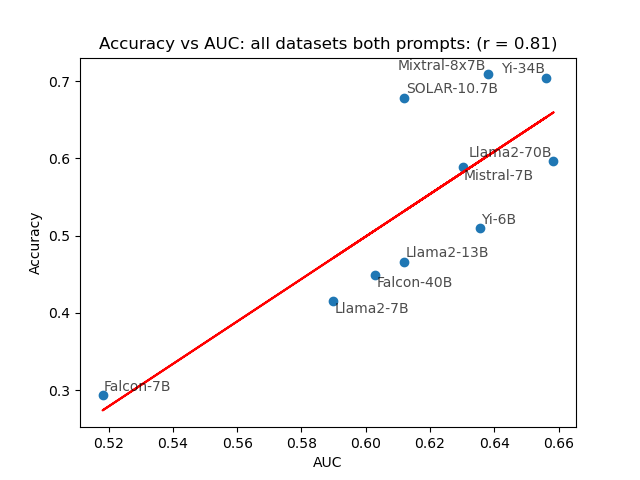 Accuracy vs AUC: all datasets both prompts: (r = 0.81)
Mixtral-8x7B
Yi-34B
SOLAR-10.7B
Llama2-70B
Mistral-7B
Yi-6B
Llama2-13B
Falcon-40B
Llama2-7B
Falcon-7B
Accuracy
0.7
0.6
0.5
0.4
0.3
0.52 0.54 0.56 0.58 0.60 0.62 0.64 0.66
AUC